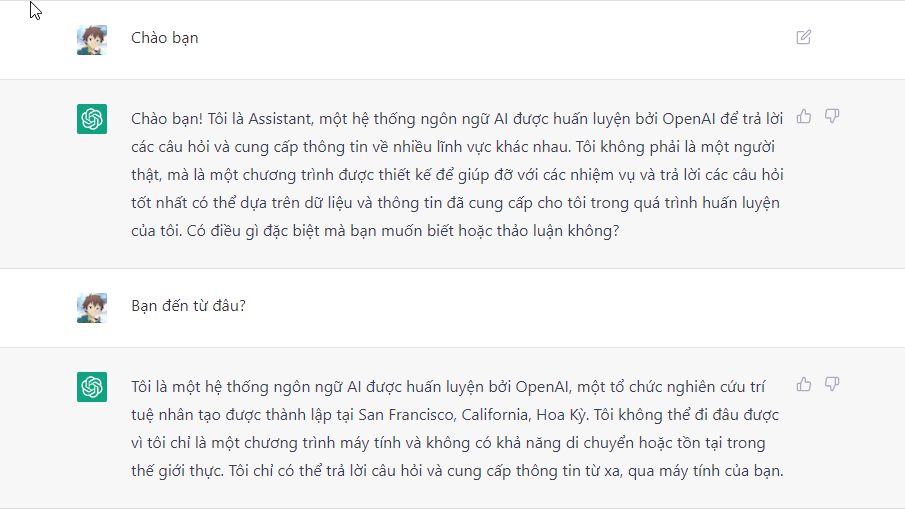 Chào bạn
Chào bạn! Tôi là Assistant, một hệ thống ngôn ngữ AI được huấn luyện bởi OpenAI để trả lời
các câu hỏi và cung cấp thông tin về nhiều lĩnh vực khác nhau. Tôi không phải là một người
thật, mà là một chương trình được thiết kế để giúp đỡ với các nhiệm vụ và trả lời các câu hỏi
tốt nhất có thể dựa trên dữ liệu và thông tin đã cung cấp cho tôi trong quá trình huấn luyện
của tôi. Có điều gì đặc biệt mà bạn muốn biết hoặc thảo luận không?
Bạn đến từ đâu?
Tôi là một hệ thống ngôn ngữ AI được huấn luyện bởi OpenAI, một tổ chức nghiên cứu trí
tuệ nhân tạo được thành lập tại San Francisco, California, Hoa Kỳ. Tôi không thể đi đâu được
vì tôi chỉ là một chương trình máy tính và không có khả năng di chuyển hoặc tồn tại trong
thế giới thực. Tôi chỉ có thể trả lời câu hỏi và cung cấp thông tin từ xa, qua máy tính của bạn.